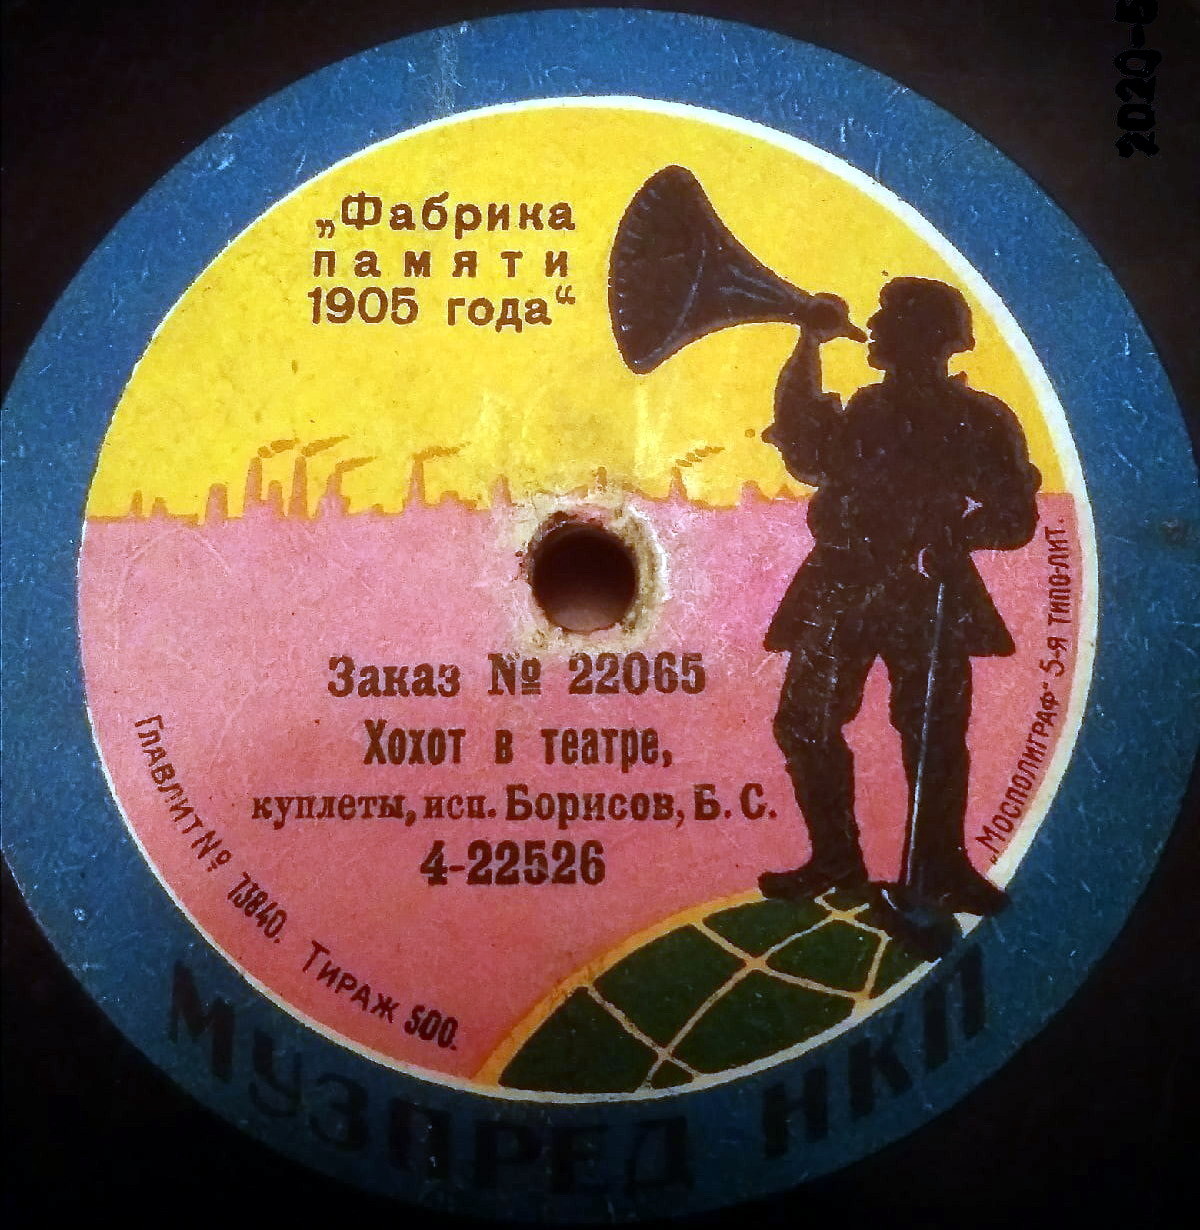 „Фабрика
памяти
1905 года“
Заказ № 22065
Хохот в театре,
куплеты, исп. Борисов, Б. С.
4-22526
Главлит № 73840. Тираж 500.
„Мосполиграф“ 5-я типо-лит.
МУЗПРЕД НКП
2020-5